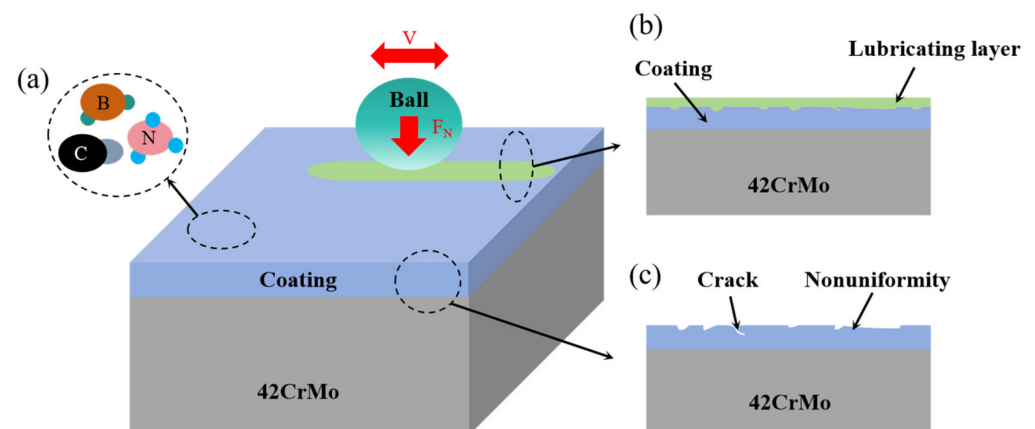 (a)
B
N
C
V
Ball
F_N
Coating
42CrMo
(b)
Lubricating layer
Coating
42CrMo
(c)
Crack
Nonuniformity
42CrMo